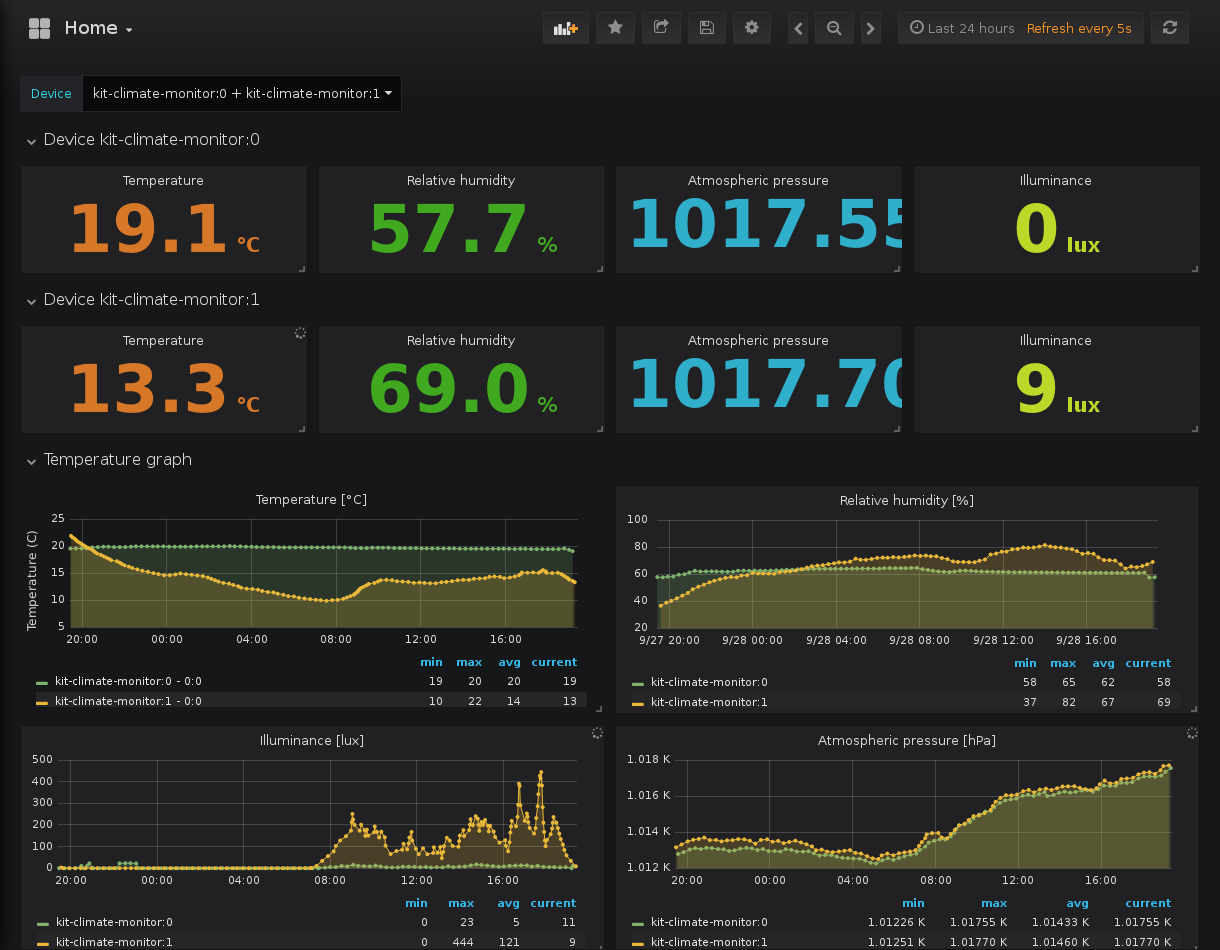 Home
Last 24 hours Refresh every 5s
Device kit-climate-monitor:0 + kit-climate-monitor:1
Device kit-climate-monitor:0
Temperature Relative humidity Atmospheric pressure Illuminance
19.1 °C 57.7 % 1017.55 0 lux
Device kit-climate-monitor:1
Temperature Relative humidity Atmospheric pressure Illuminance
13.3 °C 69.0 % 1017.70 9 lux
Temperature graph
Temperature [°C]
Temperature (C)
25
20
15
10
5
20:00 00:00 04:00 08:00 12:00 16:00
min max avg current
kit-climate-monitor:0 - 0:0 19 20 20 19
kit-climate-monitor:1 - 0:0 10 22 14 13
Relative humidity [%]
100
80
60
40
20
9/27 20:00 9/28 00:00 9/28 04:00 9/28 08:00 9/28 12:00 9/28 16:00
min max avg current
kit-climate-monitor:0 58 65 62 58
kit-climate-monitor:1 37 82 67 69
Illuminance [lux]
500
400
300
200
100
0
20:00 00:00 04:00 08:00 12:00 16:00
min max avg current
kit-climate-monitor:0 0 23 5 11
kit-climate-monitor:1 0 444 121 9
Atmospheric pressure [hPa]
1.018 K
1.016 K
1.014 K
1.012 K
20:00 00:00 04:00 08:00 12:00 16:00
min max avg current
kit-climate-monitor:0 1.01226 K 1.01755 K 1.01433 K 1.01755 K
kit-climate-monitor:1 1.01251 K 1.01770 K 1.01460 K 1.01770 K